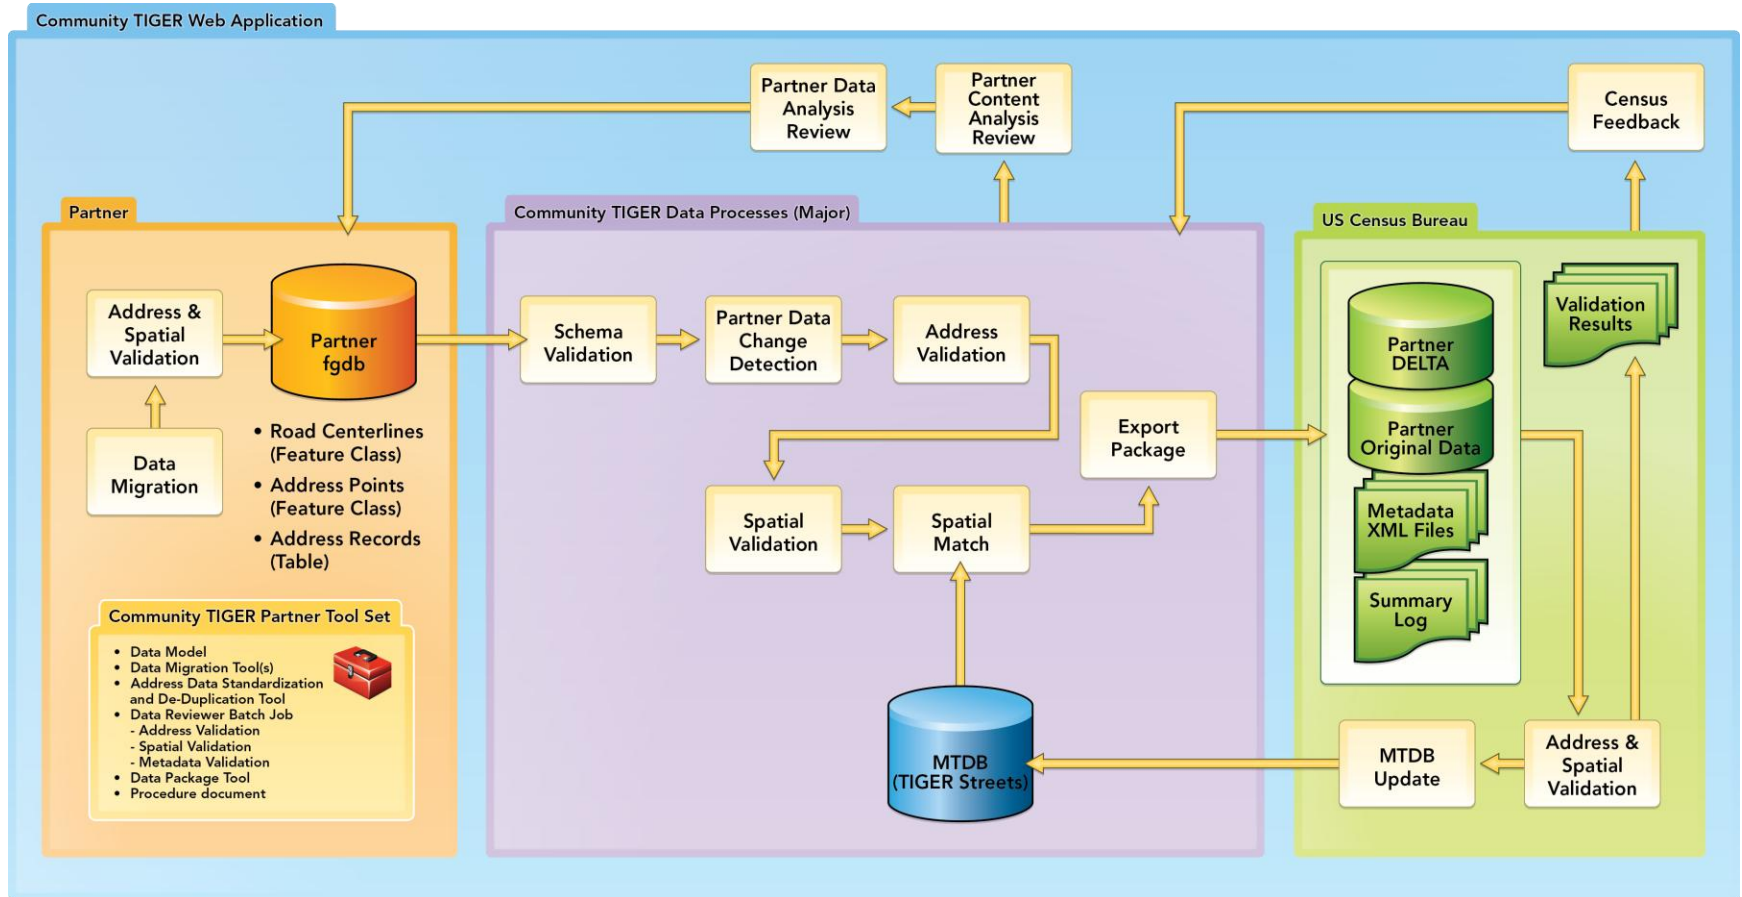 Community TIGER Web Application
Partner Data
Analysis
Review
Partner
Content
Analysis
Review
Census
Feedback
Partner
Address &
Spatial
Validation
Data
Migration
Partner
fgdb
• Road Centerlines
(Feature Class)
• Address Points
(Feature Class)
• Address Records
(Table)
Community TIGER Partner Tool Set
• Data Model
• Data Migration Tool(s)
• Address Data Standardization
and De-Duplication Tool
• Data Reviewer Batch Job
- Address Validation
- Spatial Validation
- Metadata Validation
• Data Package Tool
• Procedure document
Community TIGER Data Processes (Major)
Schema
Validation
Partner Data
Change
Detection
Address
Validation
Spatial
Validation
Spatial
Match
Export
Package
MTDB
(TIGER Streets)
US Census Bureau
Partner
DELTA
Partner
Original Data
Metadata
XML Files
Summary
Log
Validation
Results
MTDB
Update
Address &
Spatial
Validation